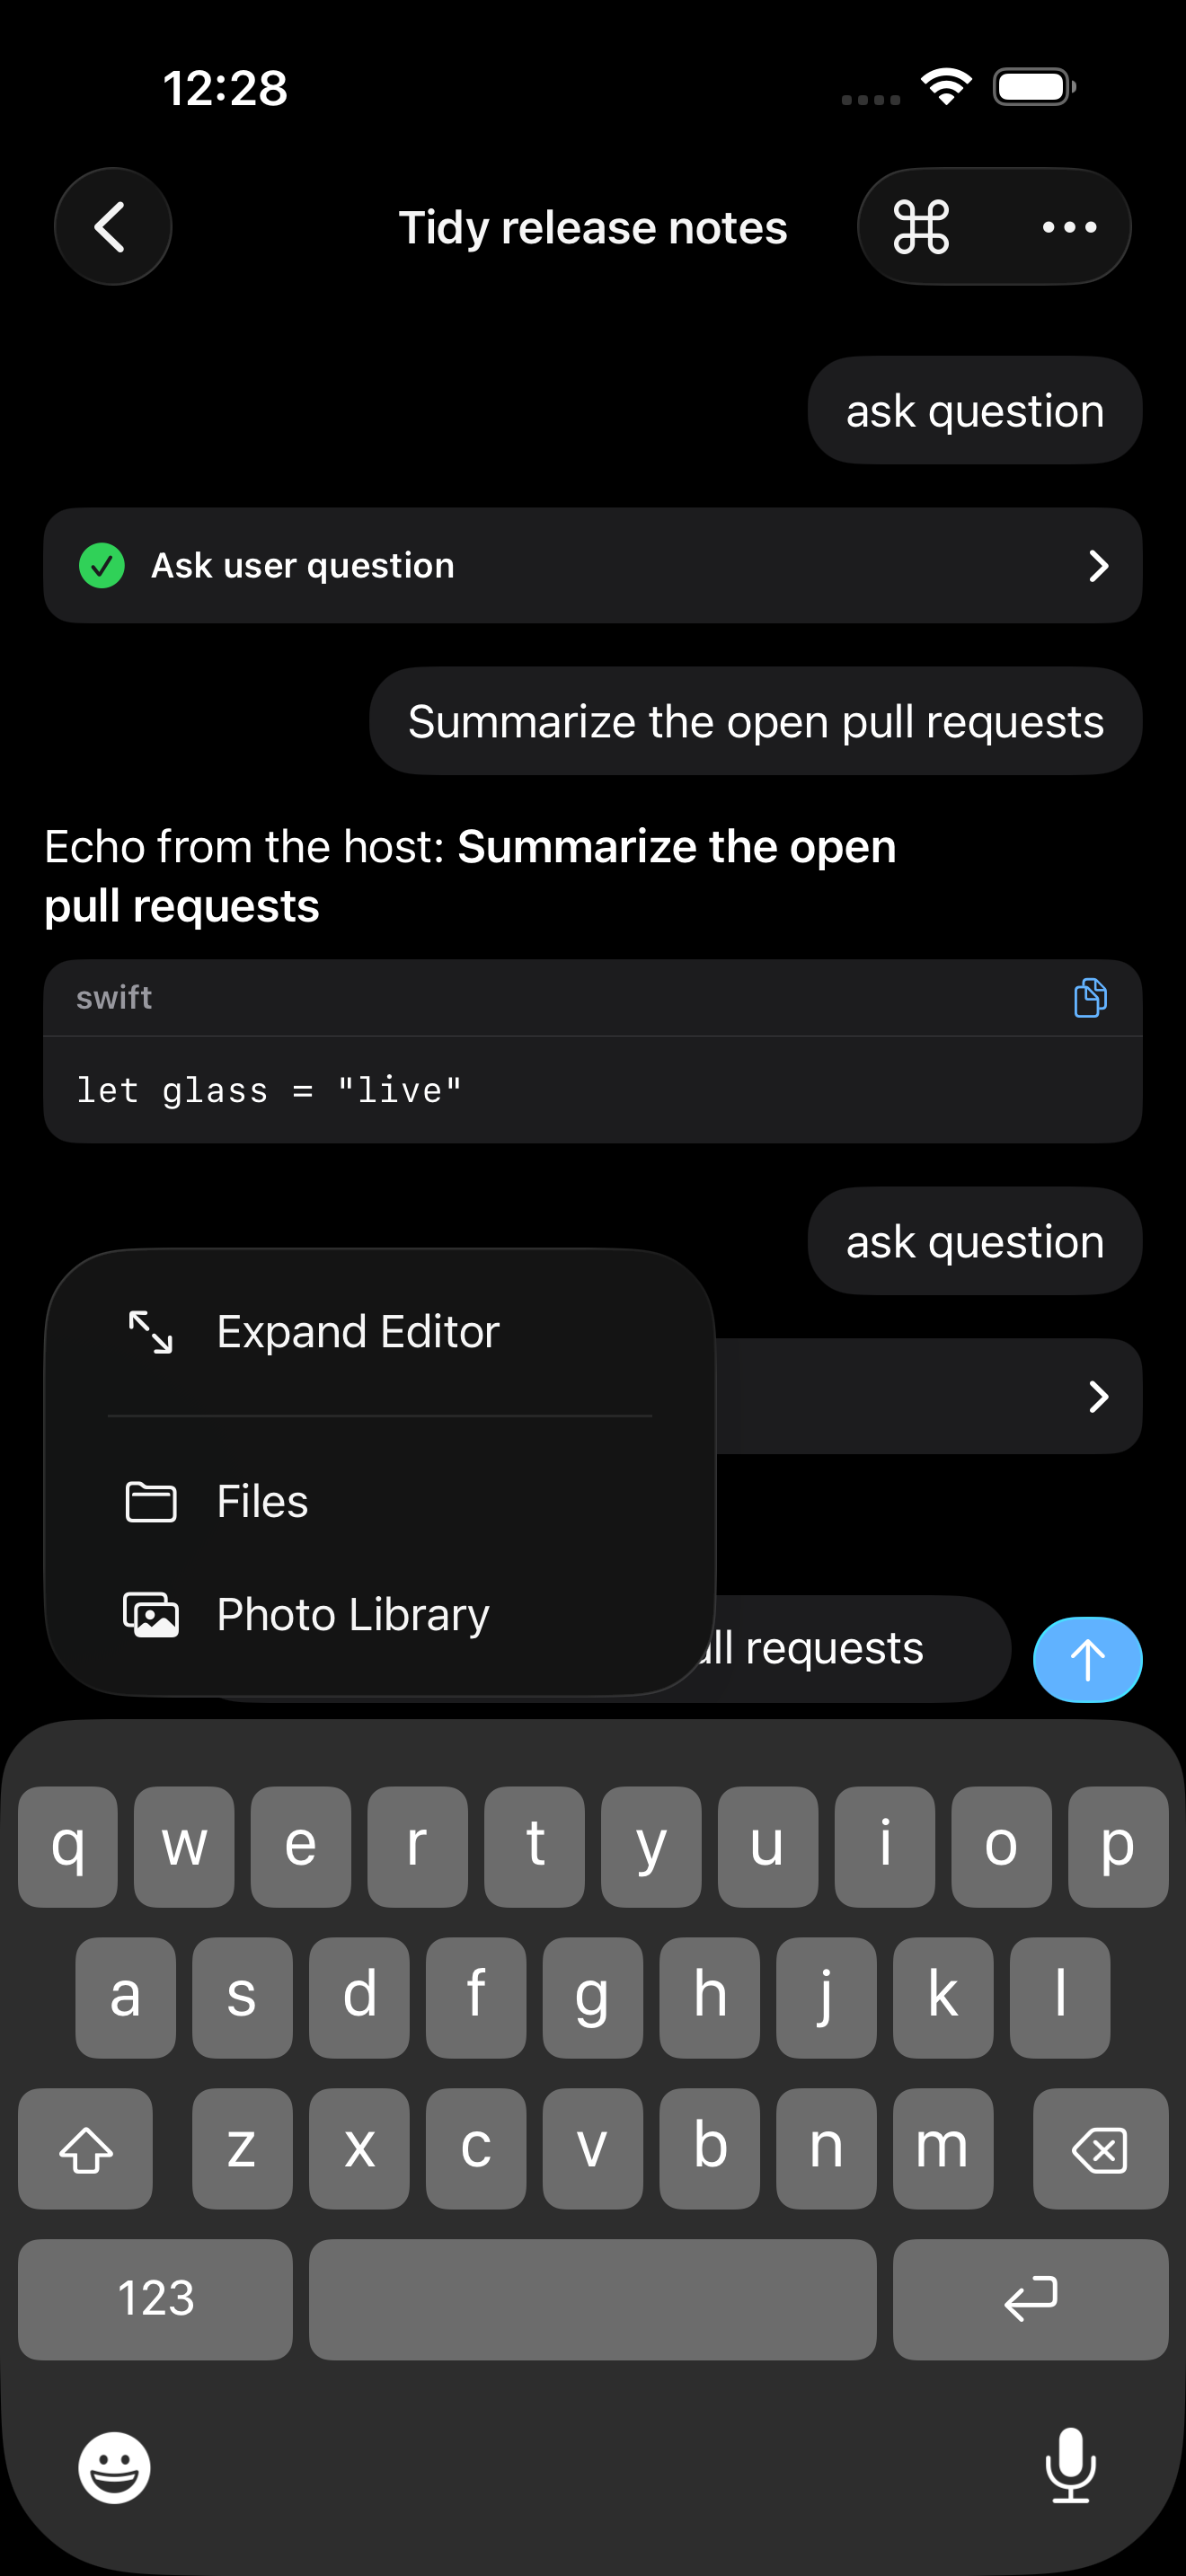 12:28
Tidy release notes
ask question
Ask user question
Summarize the open pull requests
Echo from the host: Summarize the open
pull requests
swift
let glass = "live"
ask question
Expand Editor
Files
Photo Library
requests
q w e r t y u i o p
a s d f g h j k l
z x c v b n m
123